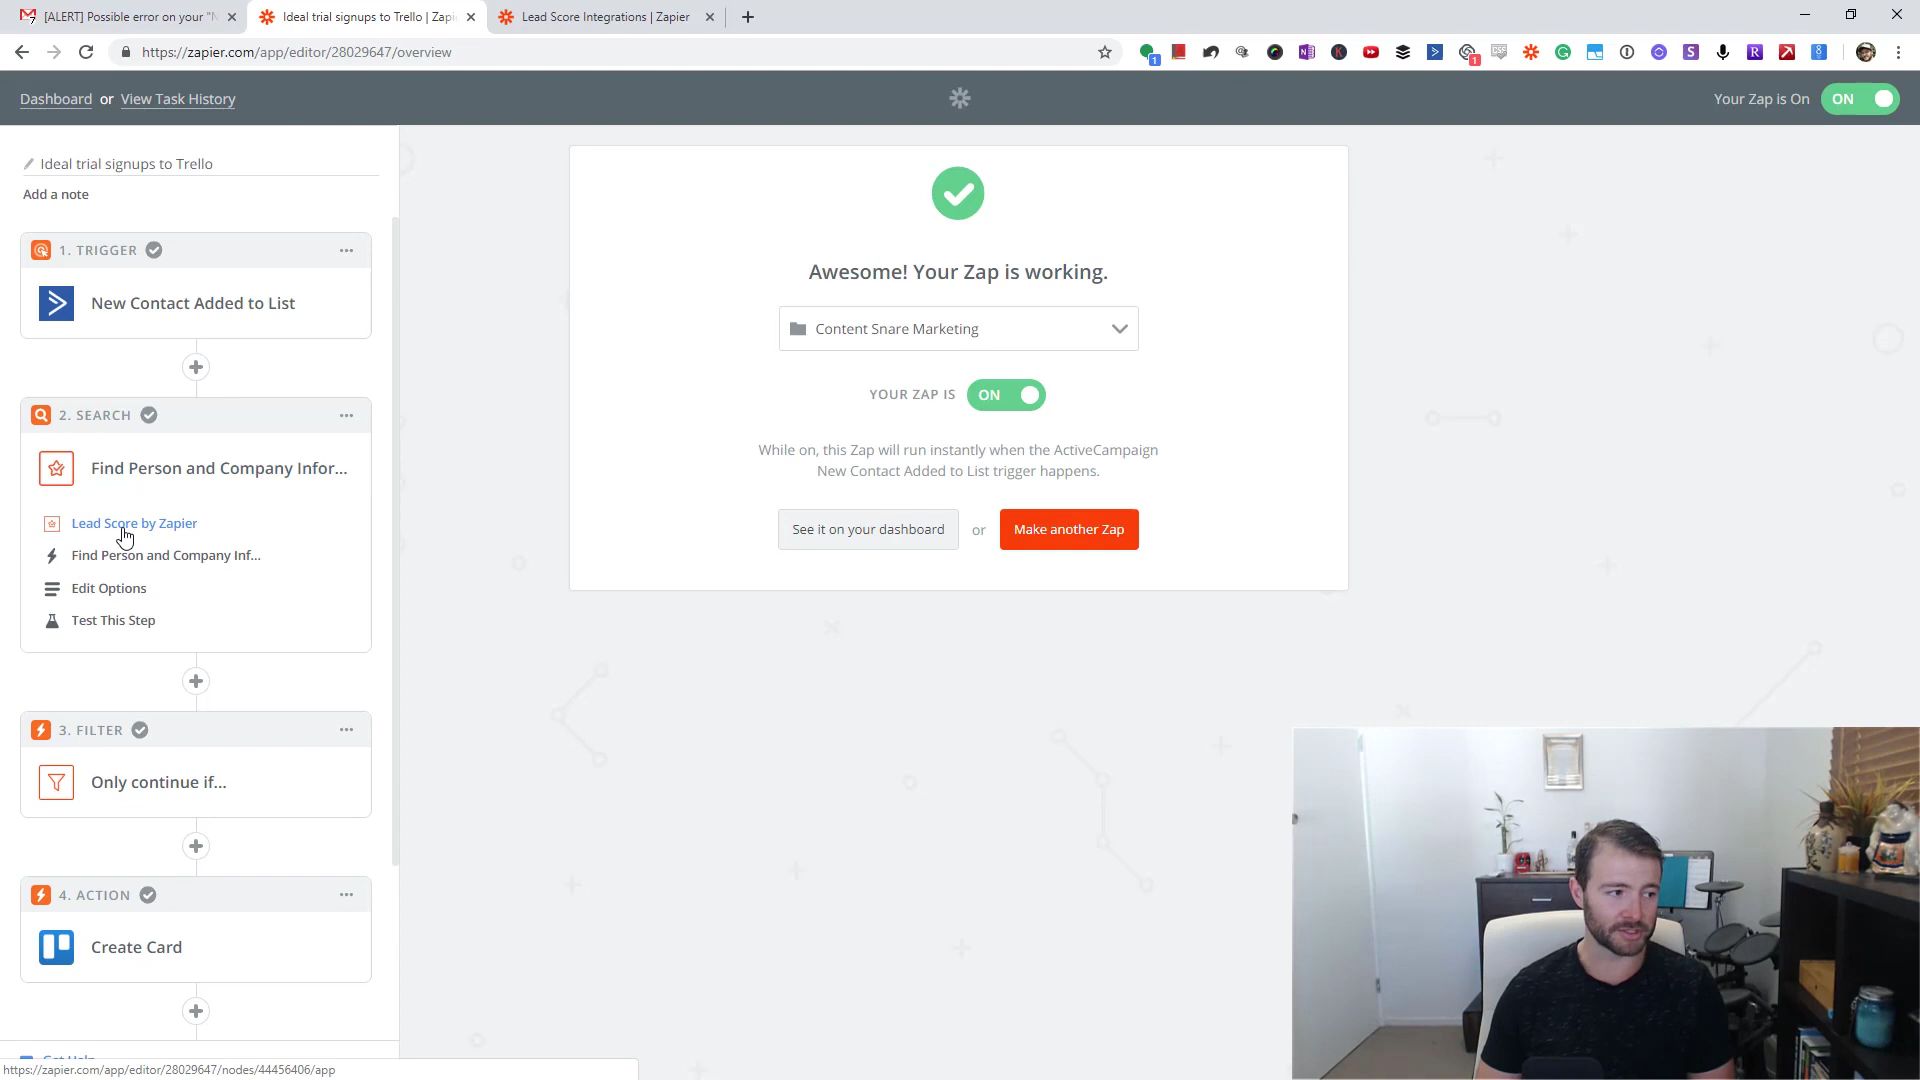 [ALERT] Possible error on your "N
Ideal trial signups to Trello | Zapi
Lead Score Integrations | Zapier
https://zapier.com/app/editor/28029647/overview
Dashboard or View Task History
Your Zap is On
ON
Ideal trial signups to Trello
Add a note
1. TRIGGER
New Contact Added to List
2. SEARCH
Find Person and Company Infor...
Lead Score by Zapier
Find Person and Company Inf...
Edit Options
Test This Step
3. FILTER
Only continue if...
4. ACTION
Create Card
Awesome! Your Zap is working.
Content Snare Marketing
YOUR ZAP IS ON
While on, this Zap will run instantly when the ActiveCampaign
New Contact Added to List trigger happens.
See it on your dashboard or Make another Zap
https://zapier.com/app/editor/28029647/nodes/44456406/app